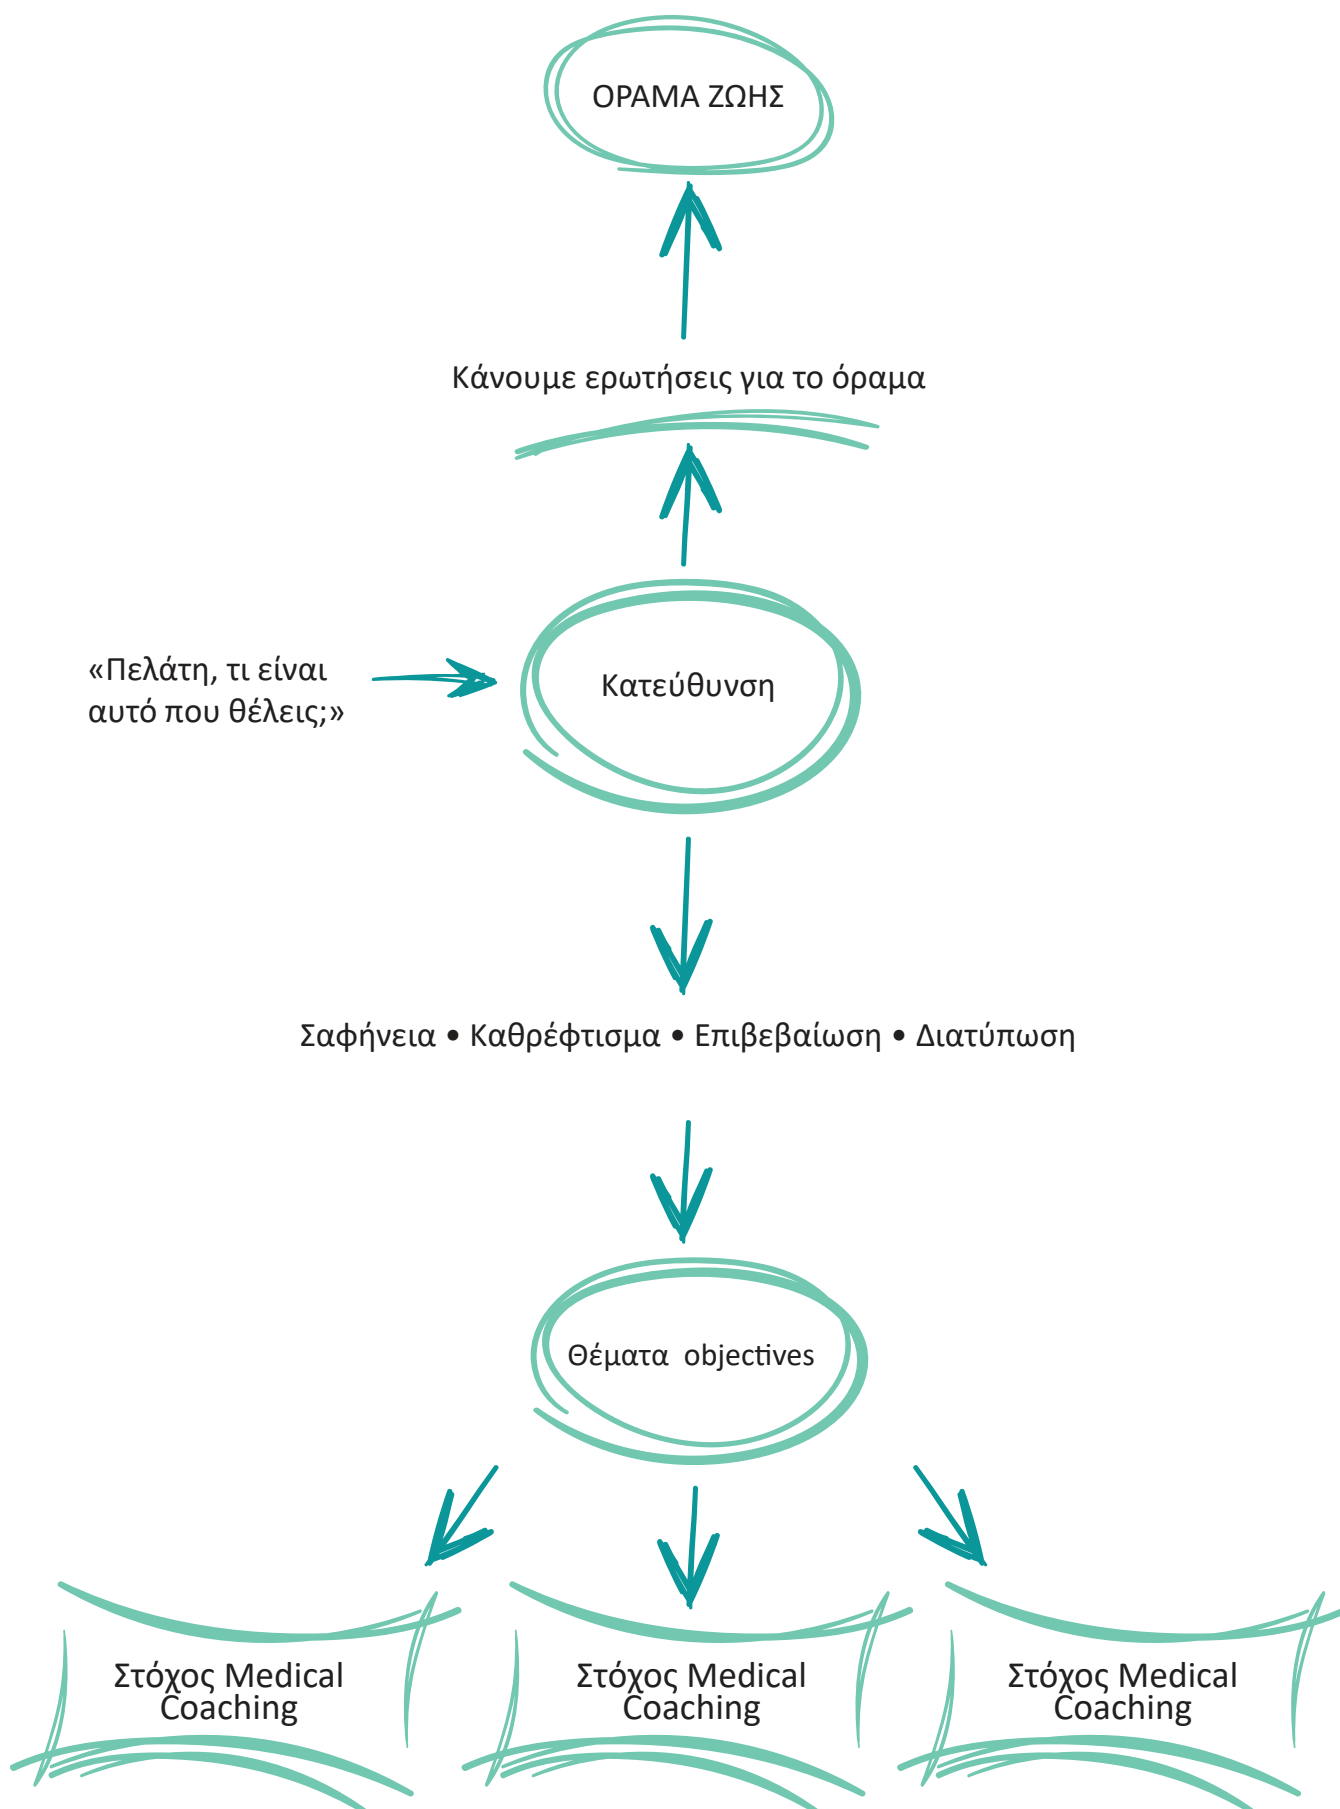 ΟΡΑΜΑ ΖΩΗΣ
Κάνουμε ερωτήσεις για το όραμα
«Πελάτη, τι είναι
αυτό που θέλεις;»
Κατεύθυνση
Σαφήνεια • Καθρέφτισμα • Επιβεβαίωση • Διατύπωση
Θέματα objectives
Στόχος Medical
Coaching
Στόχος Medical
Coaching
Στόχος Medical
Coaching